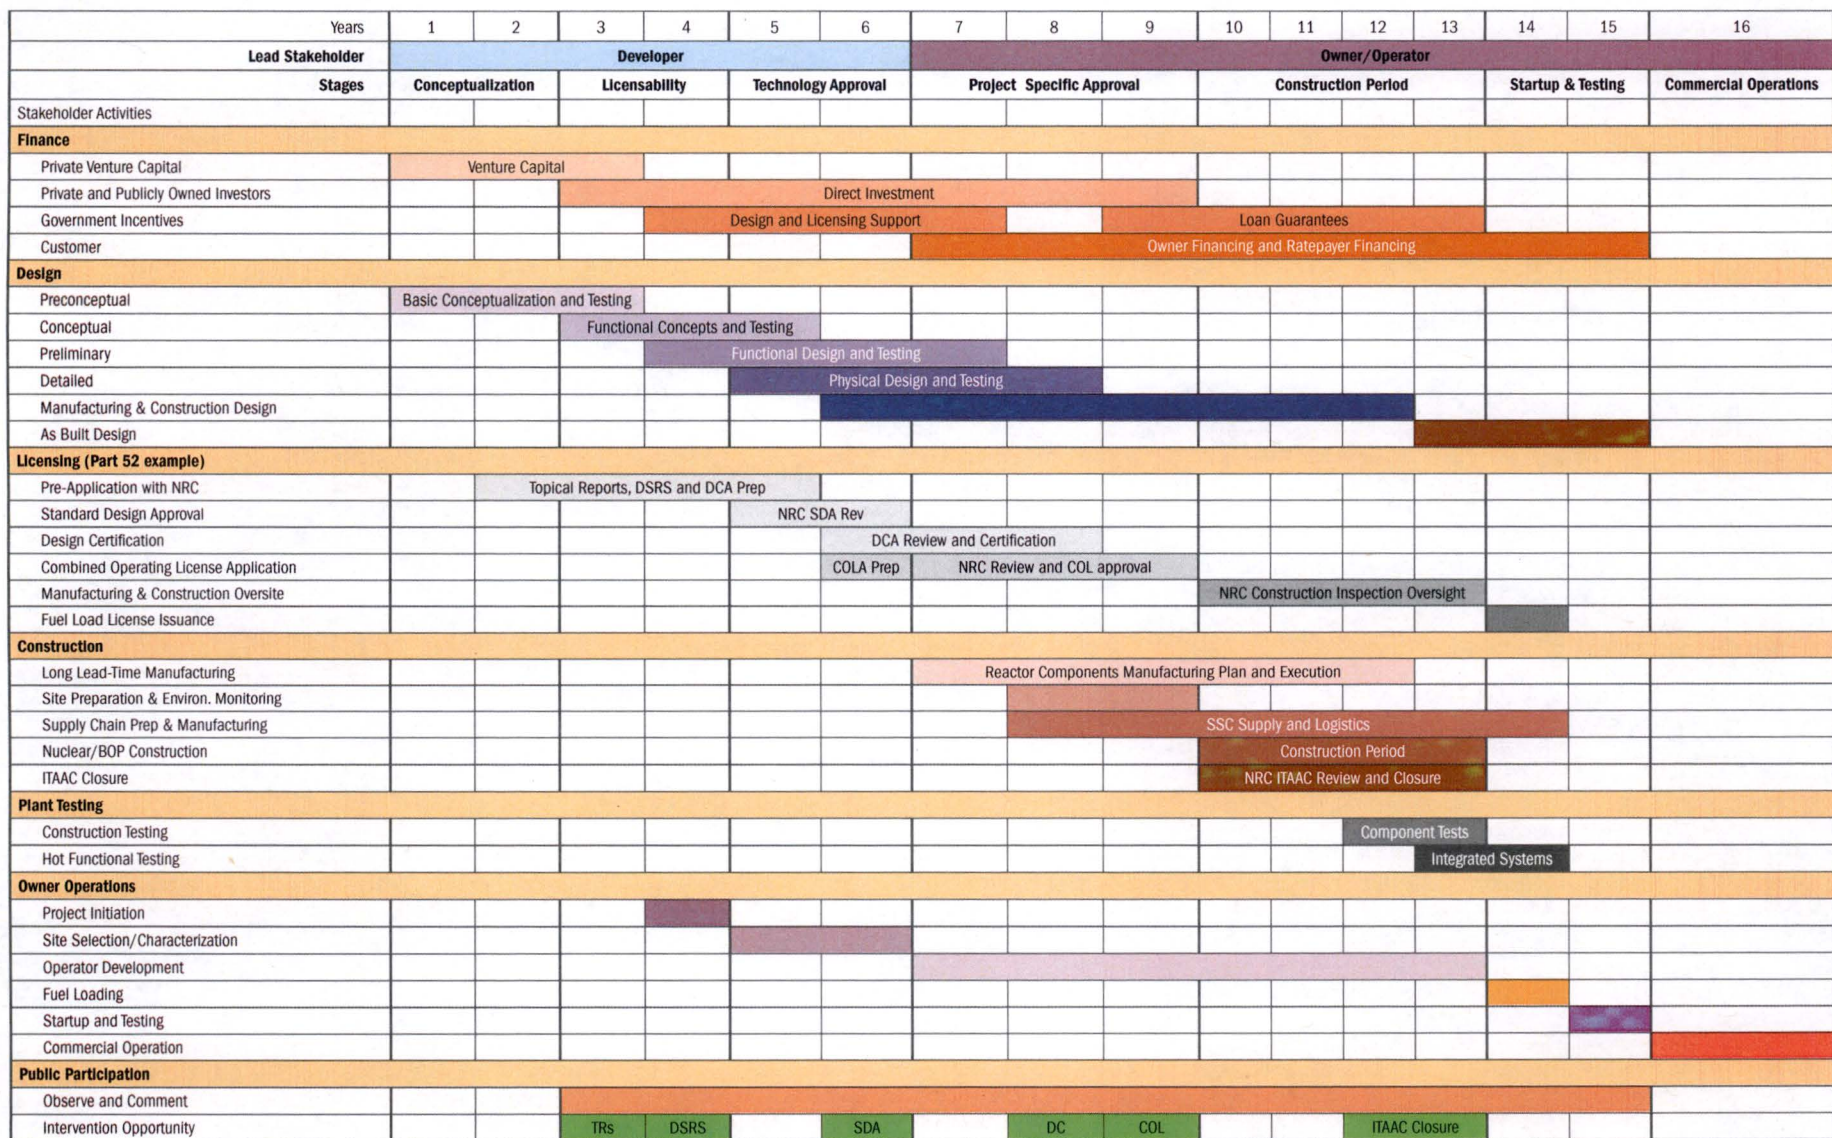 Years 1 2 3 4 5 6 7 8 9 10 11 12 13 14 15 16
Lead Stakeholder Developer Owner/Operator
Stages Conceptualization Licensability Technology Approval Project Specific Approval Construction Period Startup & Testing Commercial Operations
Stakeholder Activities
Finance
Private Venture Capital Venture Capital
Private and Publicly Owned Investors Direct Investment
Government Incentives Design and Licensing Support Loan Guarantees
Customer Owner Financing and Ratepayer Financing
Design
Preconceptual Basic Conceptualization and Testing
Conceptual Functional Concepts and Testing
Preliminary Functional Design and Testing
Detailed Physical Design and Testing
Manufacturing & Construction Design
As Built Design
Licensing (Part 52 example)
Pre-Application with NRC Topical Reports, DSRS and DCA Prep
Standard Design Approval NRC SDA Rev
Design Certification DCA Review and Certification
Combined Operating License Application COLA Prep NRC Review and COL approval
Manufacturing & Construction Oversite NRC Construction Inspection Oversight
Fuel Load License Issuance
Construction
Long Lead-Time Manufacturing Reactor Components Manufacturing Plan and Execution
Site Preparation & Environ. Monitoring
Supply Chain Prep & Manufacturing SSC Supply and Logistics
Nuclear/BOP Construction Construction Period
ITAAC Closure NRC ITAAC Review and Closure
Plant Testing
Construction Testing Component Tests
Hot Functional Testing Integrated Systems
Owner Operations
Project Initiation
Site Selection/Characterization
Operator Development
Fuel Loading
Startup and Testing
Commercial Operation
Public Participation
Observe and Comment
Intervention Opportunity TRs DSRS SDA DC COL ITAAC Closure